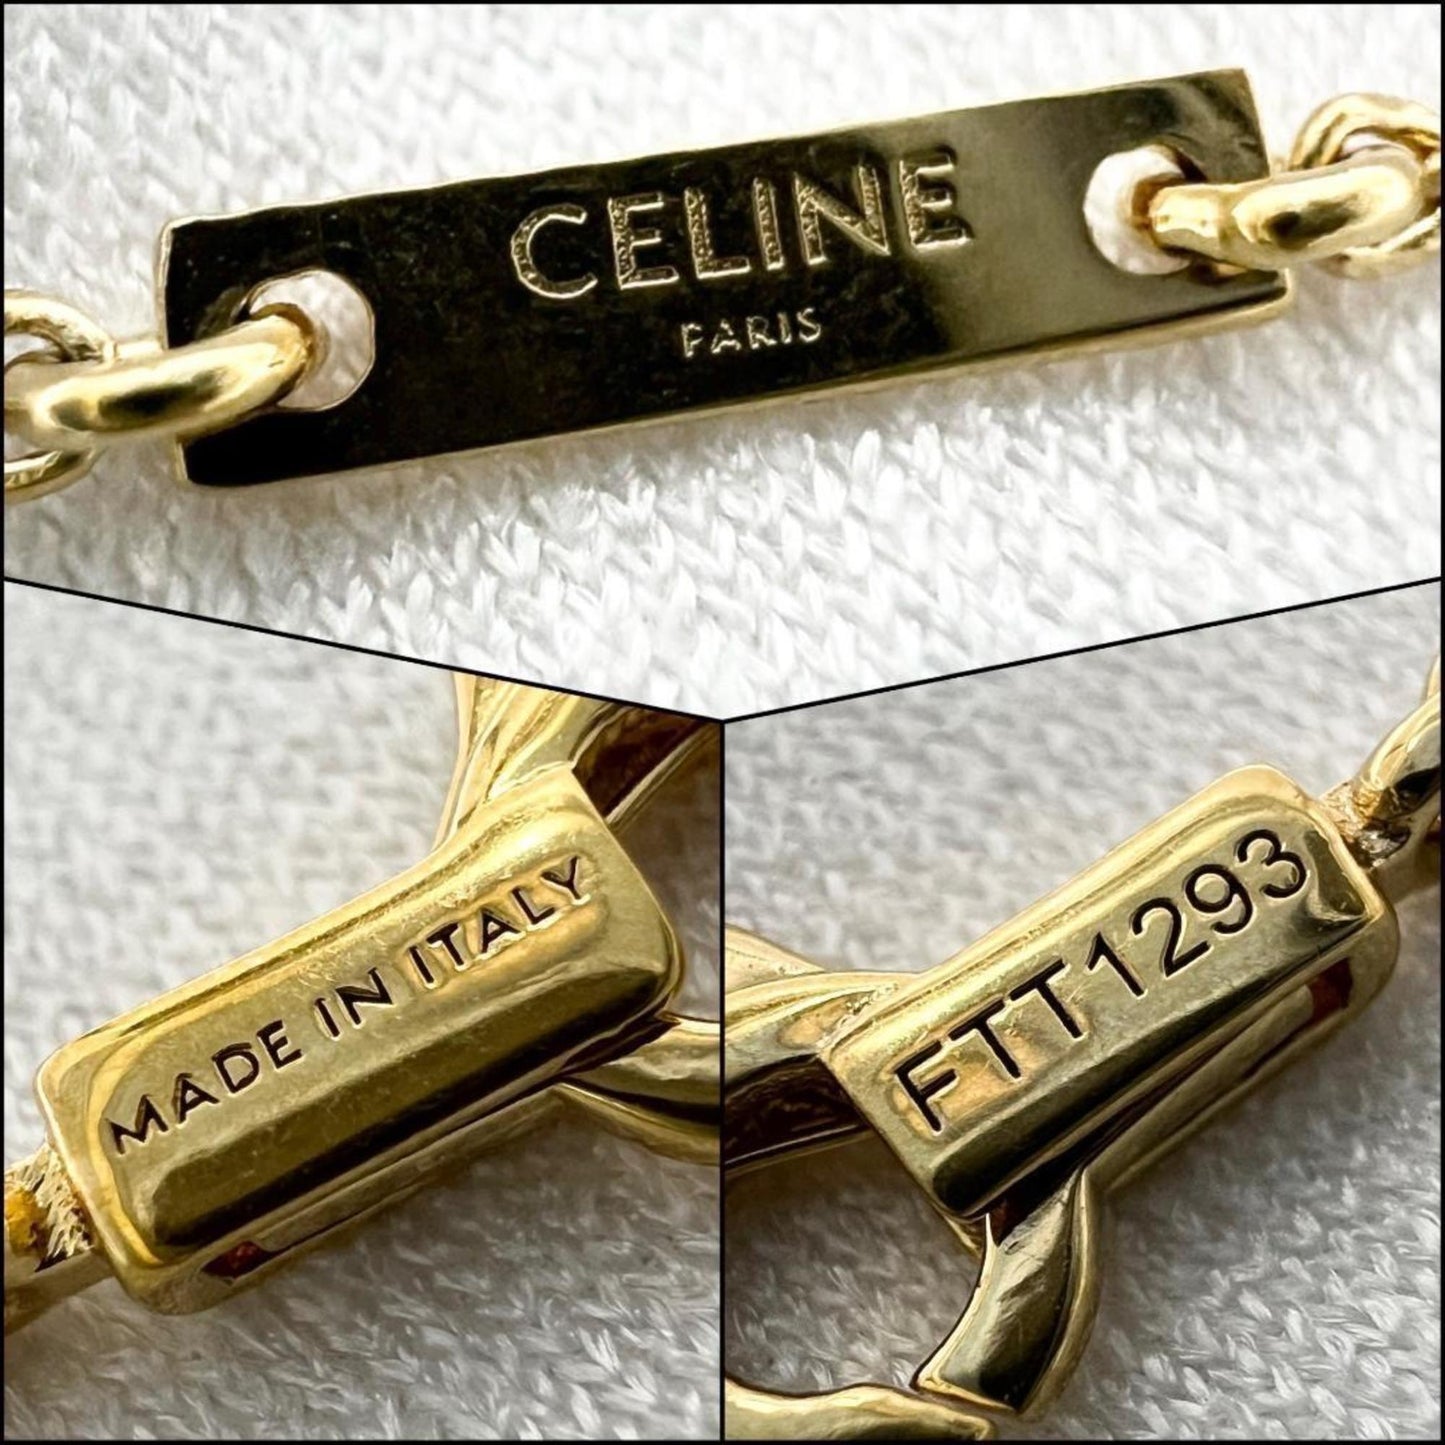 CELINE
PARIS
MADE IN ITALY
FTT1293